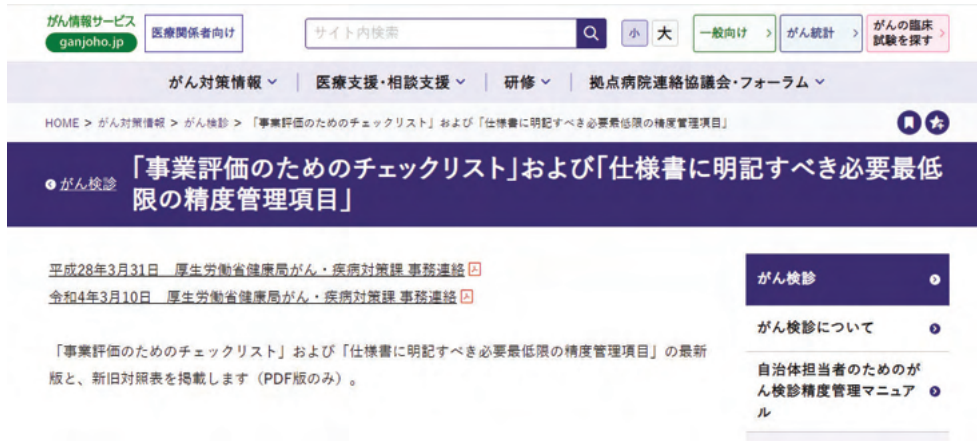 がん情報サービス
ganjoho.jp
医療関係者向け
サイト内検索
小 大
一般向け
がん統計
がんの臨床
試験を探す
がん対策情報
医療支援・相談支援
研修
拠点病院連絡協議会・フォーラム
HOME > がん対策情報 > がん検診 > 「事業評価のためのチェックリスト」および「仕様書に明記すべき必要最低限の精度管理項目」
がん検診
「事業評価のためのチェックリスト」および「仕様書に明記すべき必要最低
限の精度管理項目」
平成28年3月31日　厚生労働省健康局がん・疾病対策課 事務連絡
令和4年3月10日　厚生労働省健康局がん・疾病対策課 事務連絡
「事業評価のためのチェックリスト」および「仕様書に明記すべき必要最低限の精度管理項目」の最新
版と、新旧対照表を掲載します（PDF版のみ）。
がん検診
がん検診について
自治体担当者のためのが
ん検診精度管理マニュア
ル